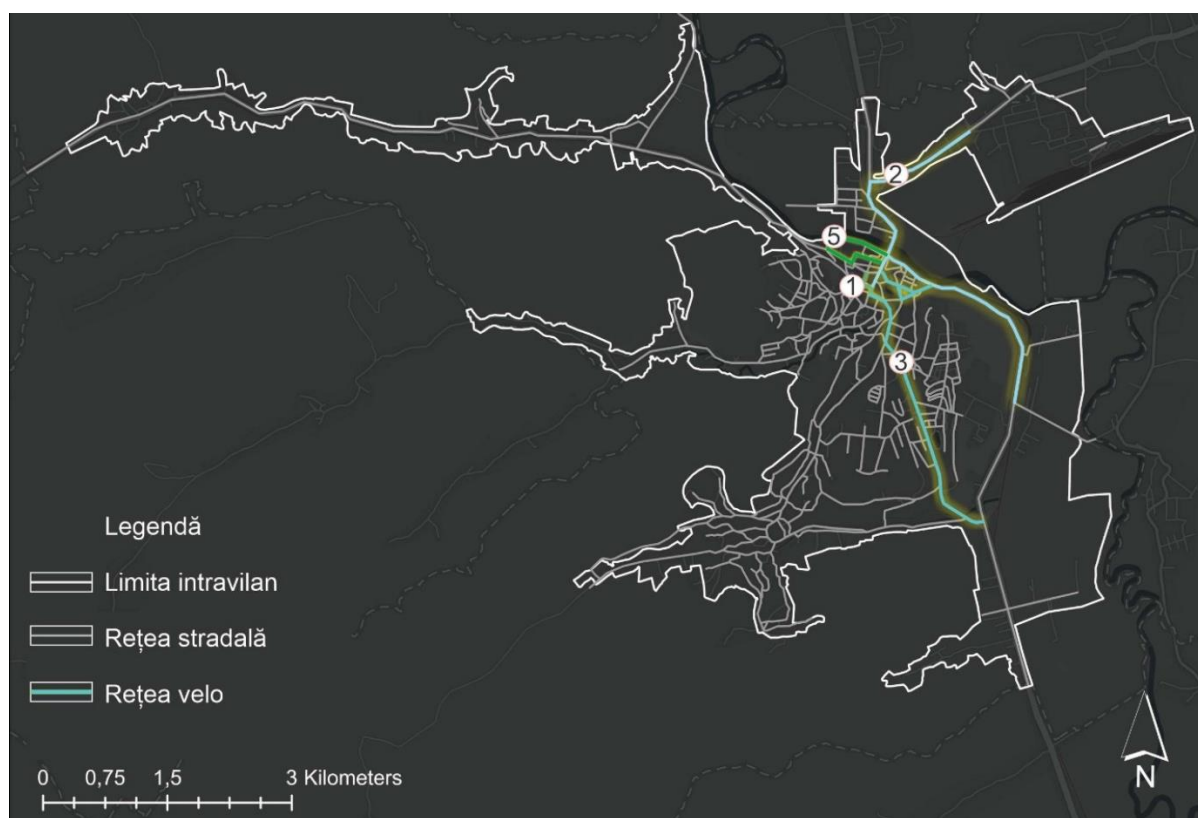 2
5
1
3
Legendă
Limita intravilan
Rețea stradală
Rețea velo
0 0,75 1,5 3 Kilometers
N